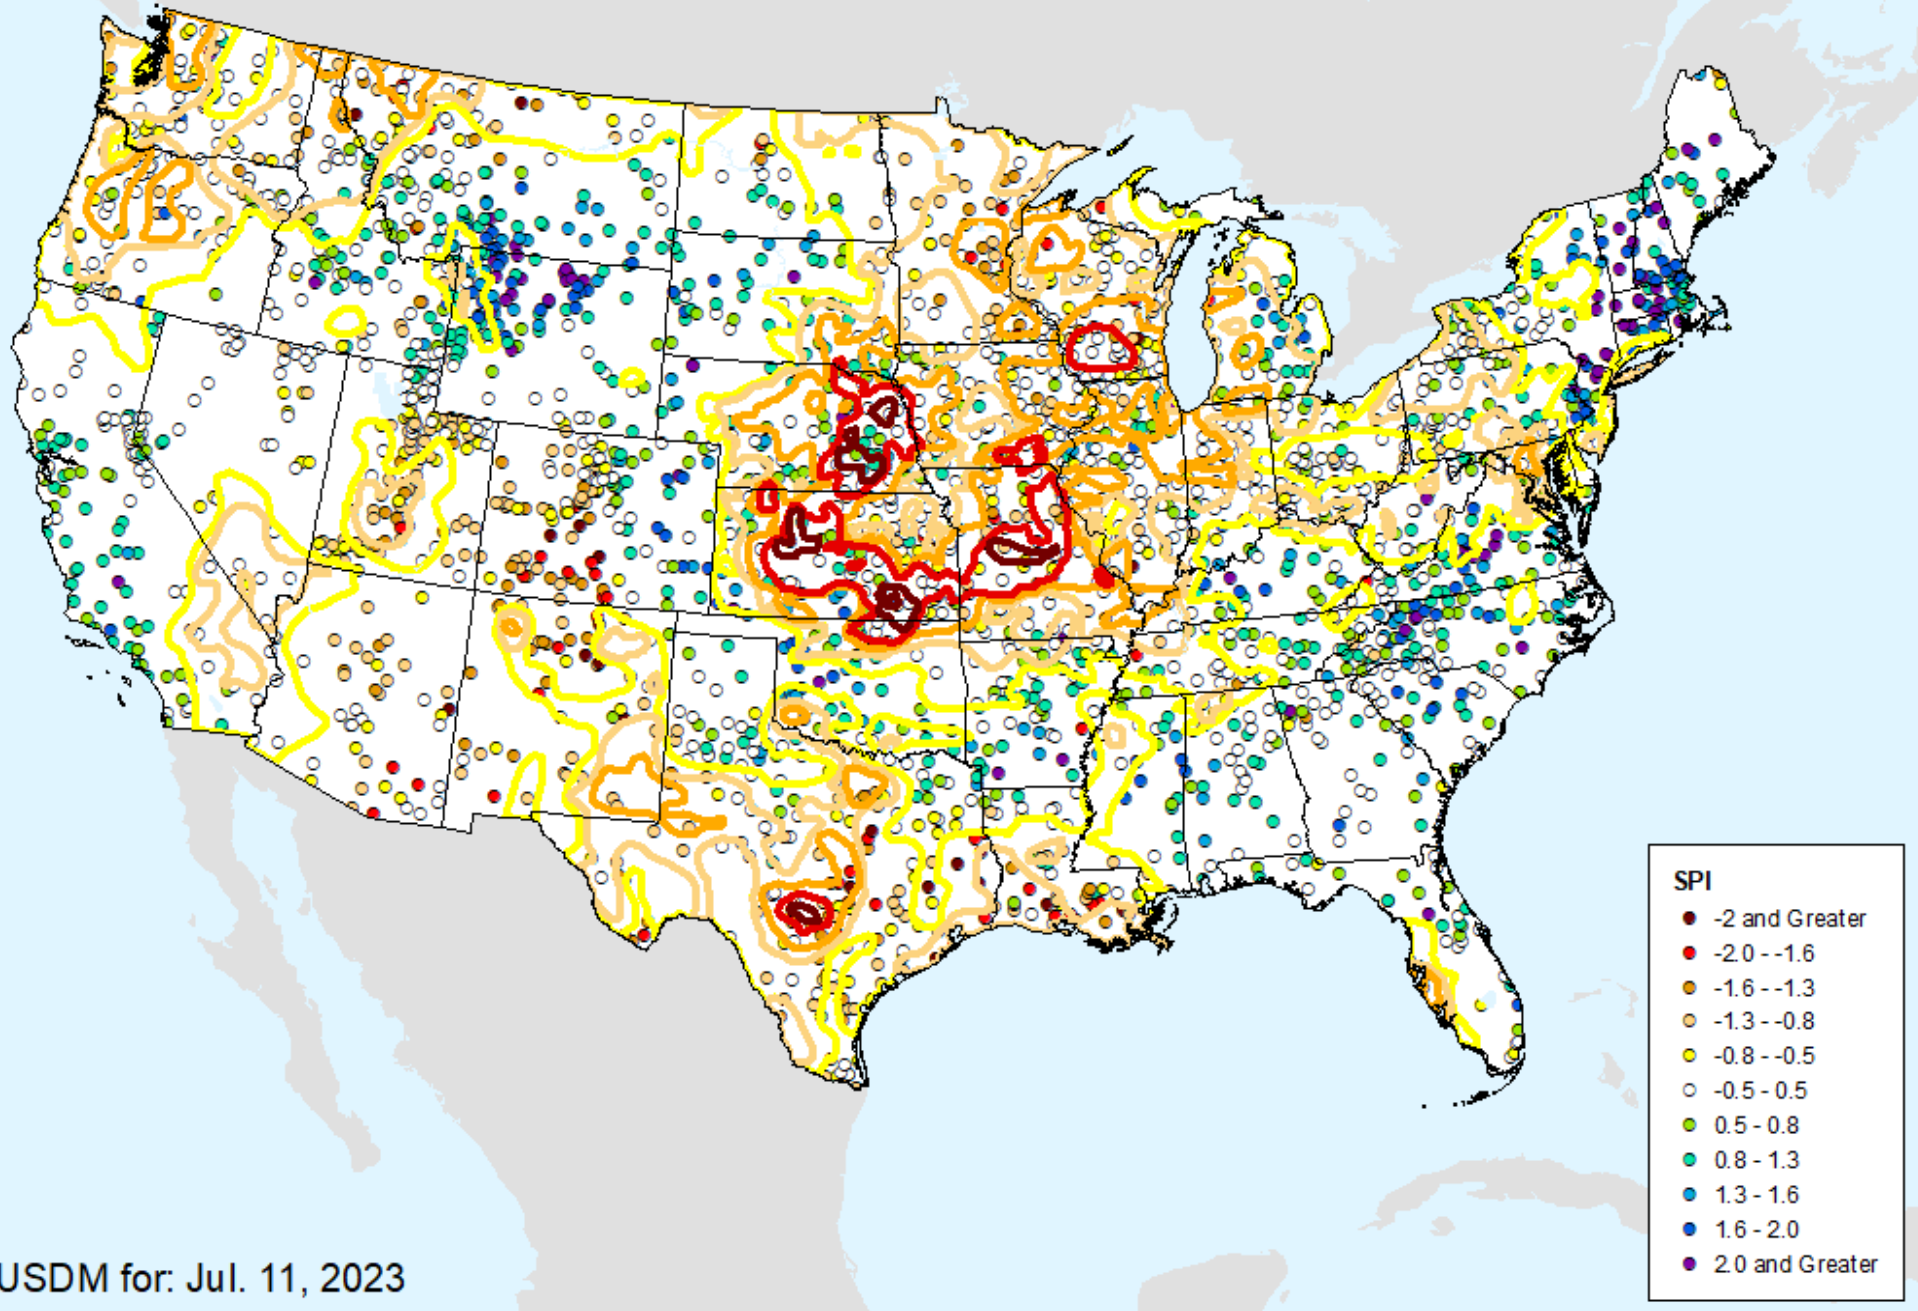 SPI
-2 and Greater
-2.0 - -1.6
-1.6 - -1.3
-1.3 - -0.8
-0.8 - -0.5
-0.5 - 0.5
0.5 - 0.8
0.8 - 1.3
1.3 - 1.6
1.6 - 2.0
2.0 and Greater
USDM for: Jul. 11, 2023